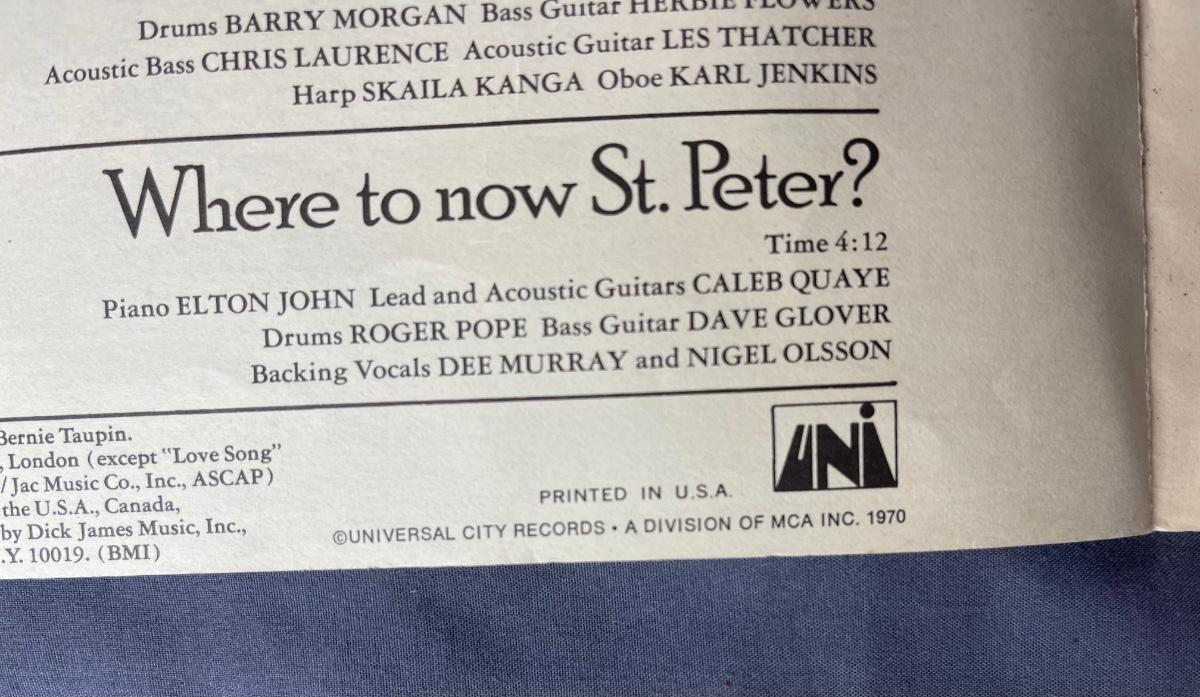 Drums BARRY MORGAN Bass Guitar HERBIE FLOWERS
Acoustic Bass CHRIS LAURENCE Acoustic Guitar LES THATCHER
Harp SKAILA KANGA Oboe KARL JENKINS
Where to now St. Peter?
Time 4:12
Piano ELTON JOHN Lead and Acoustic Guitars CALEB QUAYE
Drums ROGER POPE Bass Guitar DAVE GLOVER
Backing Vocals DEE MURRAY and NIGEL OLSSON
Bernie Taupin.
, London (except "Love Song"
/ Jac Music Co., Inc., ASCAP)
the U.S.A., Canada,
by Dick James Music, Inc.,
.Y. 10019. (BMI)
UNI
PRINTED IN U.S.A.
©UNIVERSAL CITY RECORDS • A DIVISION OF MCA INC. 1970